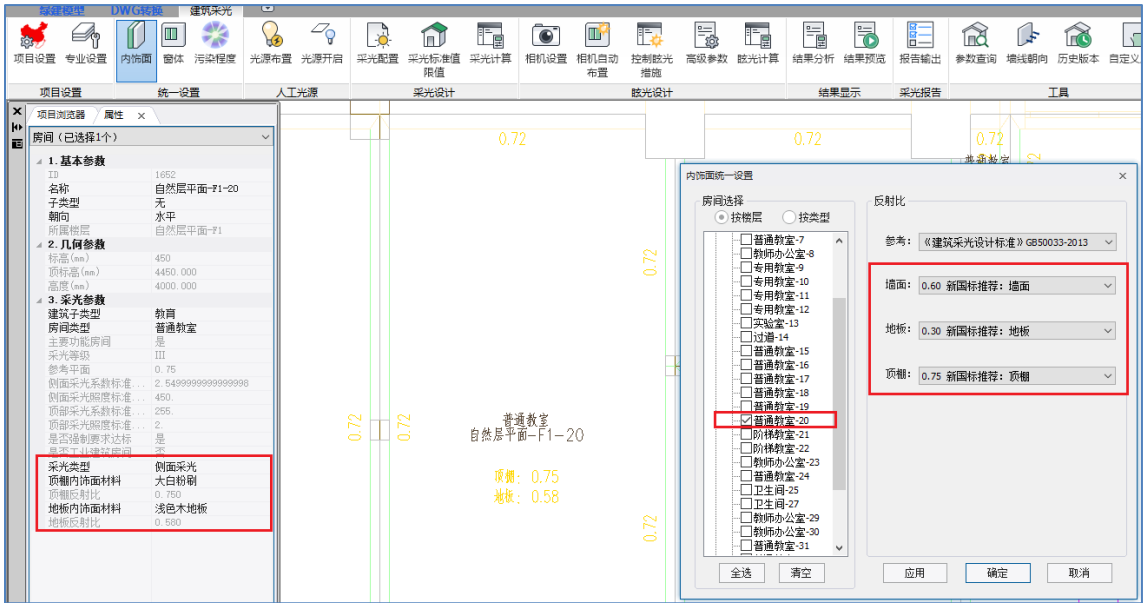 绿建模型 DWG转换 建筑采光
项目设置 专业设置 内饰面 窗体 污染程度 光源布置 光源开启 采光配置 采光标准值限值 采光计算 相机设置 相机自动布置 控制眩光措施 高级参数 眩光计算 结果分析 结果预览 报告输出 参数查询 墙线朝向 历史版本 自定义
项目设置 统一设置 人工光源 采光设计 眩光设计 结果显示 采光报告 工具
项目浏览器 属性 ×
房间 (已选择1个)
1. 基本参数
ID 1652
名称 自然层平面-F1-20
子类型 无
朝向 水平
所属楼层 自然层平面-F1
2. 几何参数
标高(mm) 450
顶标高(mm) 4450.000
高度(mm) 4000.000
3. 采光参数
建筑子类型 教育
房间类型 普通教室
主要功能房间 是
采光等级 III
参考平面 0.75
侧面采光系数标准... 2.5499999999999998
侧面采光照度标准... 450.
顶部采光系数标准... 255.
顶部采光照度标准... 2.
是否强制要求达标 是
是否工业建筑房间 否
采光类型 侧面采光
顶棚内饰面材料 大白粉刷
顶棚反射比 0.750
地板内饰面材料 浅色木地板
地板反射比 0.580
0.72
0.72
0.72
普通教室
0.72
0.72
0.72
0.72
普通教室
自然层平面-F1-20
顶棚: 0.75
地板: 0.58
内饰面统一设置 ×
房间选择
按楼层 按类型
普通教室-7
教师办公室-8
专用教室-9
专用教室-10
专用教室-11
专用教室-12
实验室-13
过道-14
普通教室-15
普通教室-16
普通教室-17
普通教室-18
普通教室-19
普通教室-20
阶梯教室-21
阶梯教室-22
教师办公室-23
普通教室-24
卫生间-25
卫生间-27
教师办公室-29
教师办公室-30
普通教室-31
全选 清空
反射比
参考: 《建筑采光设计标准》GB50033-2013
墙面: 0.60 新国标推荐: 墙面
地板: 0.30 新国标推荐: 地板
顶棚: 0.75 新国标推荐: 顶棚
应用 确定 取消